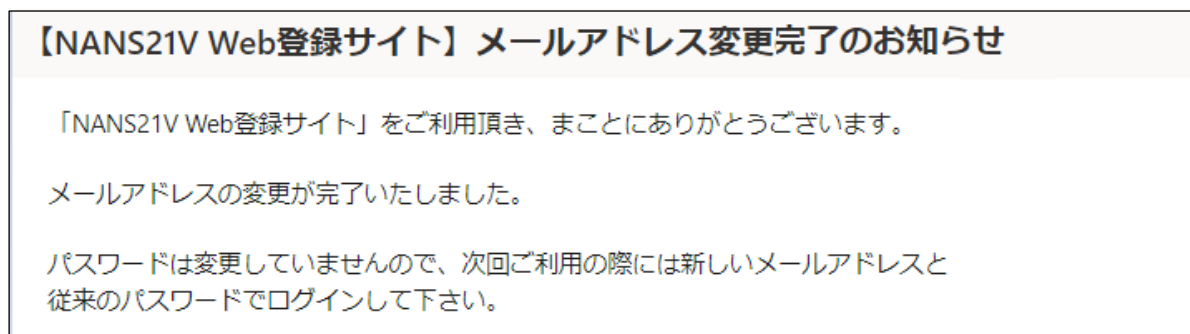 【NANS21V Web登録サイト】メールアドレス変更完了のお知らせ
「NANS21V Web登録サイト」をご利用頂き、まことにありがとうございます。
メールアドレスの変更が完了いたしました。
パスワードは変更していませんので、次回ご利用の際には新しいメールアドレスと
従来のパスワードでログインして下さい。